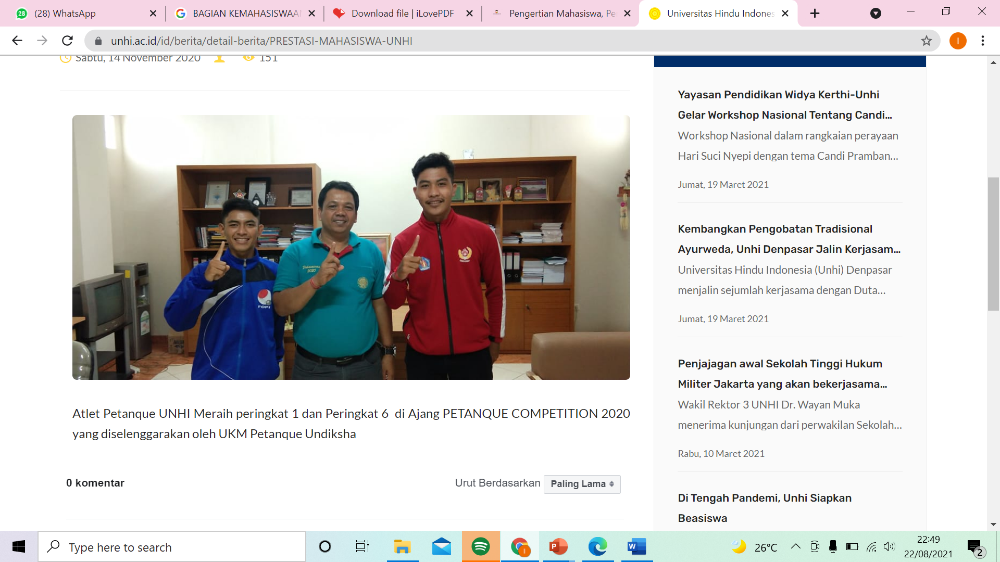 28
(28) WhatsApp
BAGIAN KEMAHASISWAAN
Download file | iLovePDF
Pengertian Mahasiswa, Pe
Universitas Hindu Indones
unhi.ac.id/id/berita/detail-berita/PRESTASI-MAHASISWA-UNHI
I
Sabtu, 14 November 2020 151
Pekaimawa
2020
FOPI
Atlet Petanque UNHI Meraih peringkat 1 dan Peringkat 6 di Ajang PETANQUE COMPETITION 2020
yang diselenggarakan oleh UKM Petanque Undiksha
0 komentar
Urut Berdasarkan Paling Lama
Yayasan Pendidikan Widya Kerthi-Unhi
Gelar Workshop Nasional Tentang Candi...
Workshop Nasional dalam rangkaian perayaan
Hari Suci Nyepi dengan tema Candi Pramban...
Jumat, 19 Maret 2021
Kembangkan Pengobatan Tradisional
Ayurweda, Unhi Denpasar Jalin Kerjasam...
Universitas Hindu Indonesia (Unhi) Denpasar
menjalin sejumlah kerjasama dengan Duta...
Jumat, 19 Maret 2021
Penjajagan awal Sekolah Tinggi Hukum
Militer Jakarta yang akan bekerjasama...
Wakil Rektor 3 UNHI Dr. Wayan Muka
menerima kunjungan dari perwakilan Sekolah...
Rabu, 10 Maret 2021
Di Tengah Pandemi, Unhi Siapkan
Beasiswa
Type here to search
I
P
W
26°C
22:49
22/08/2021
2